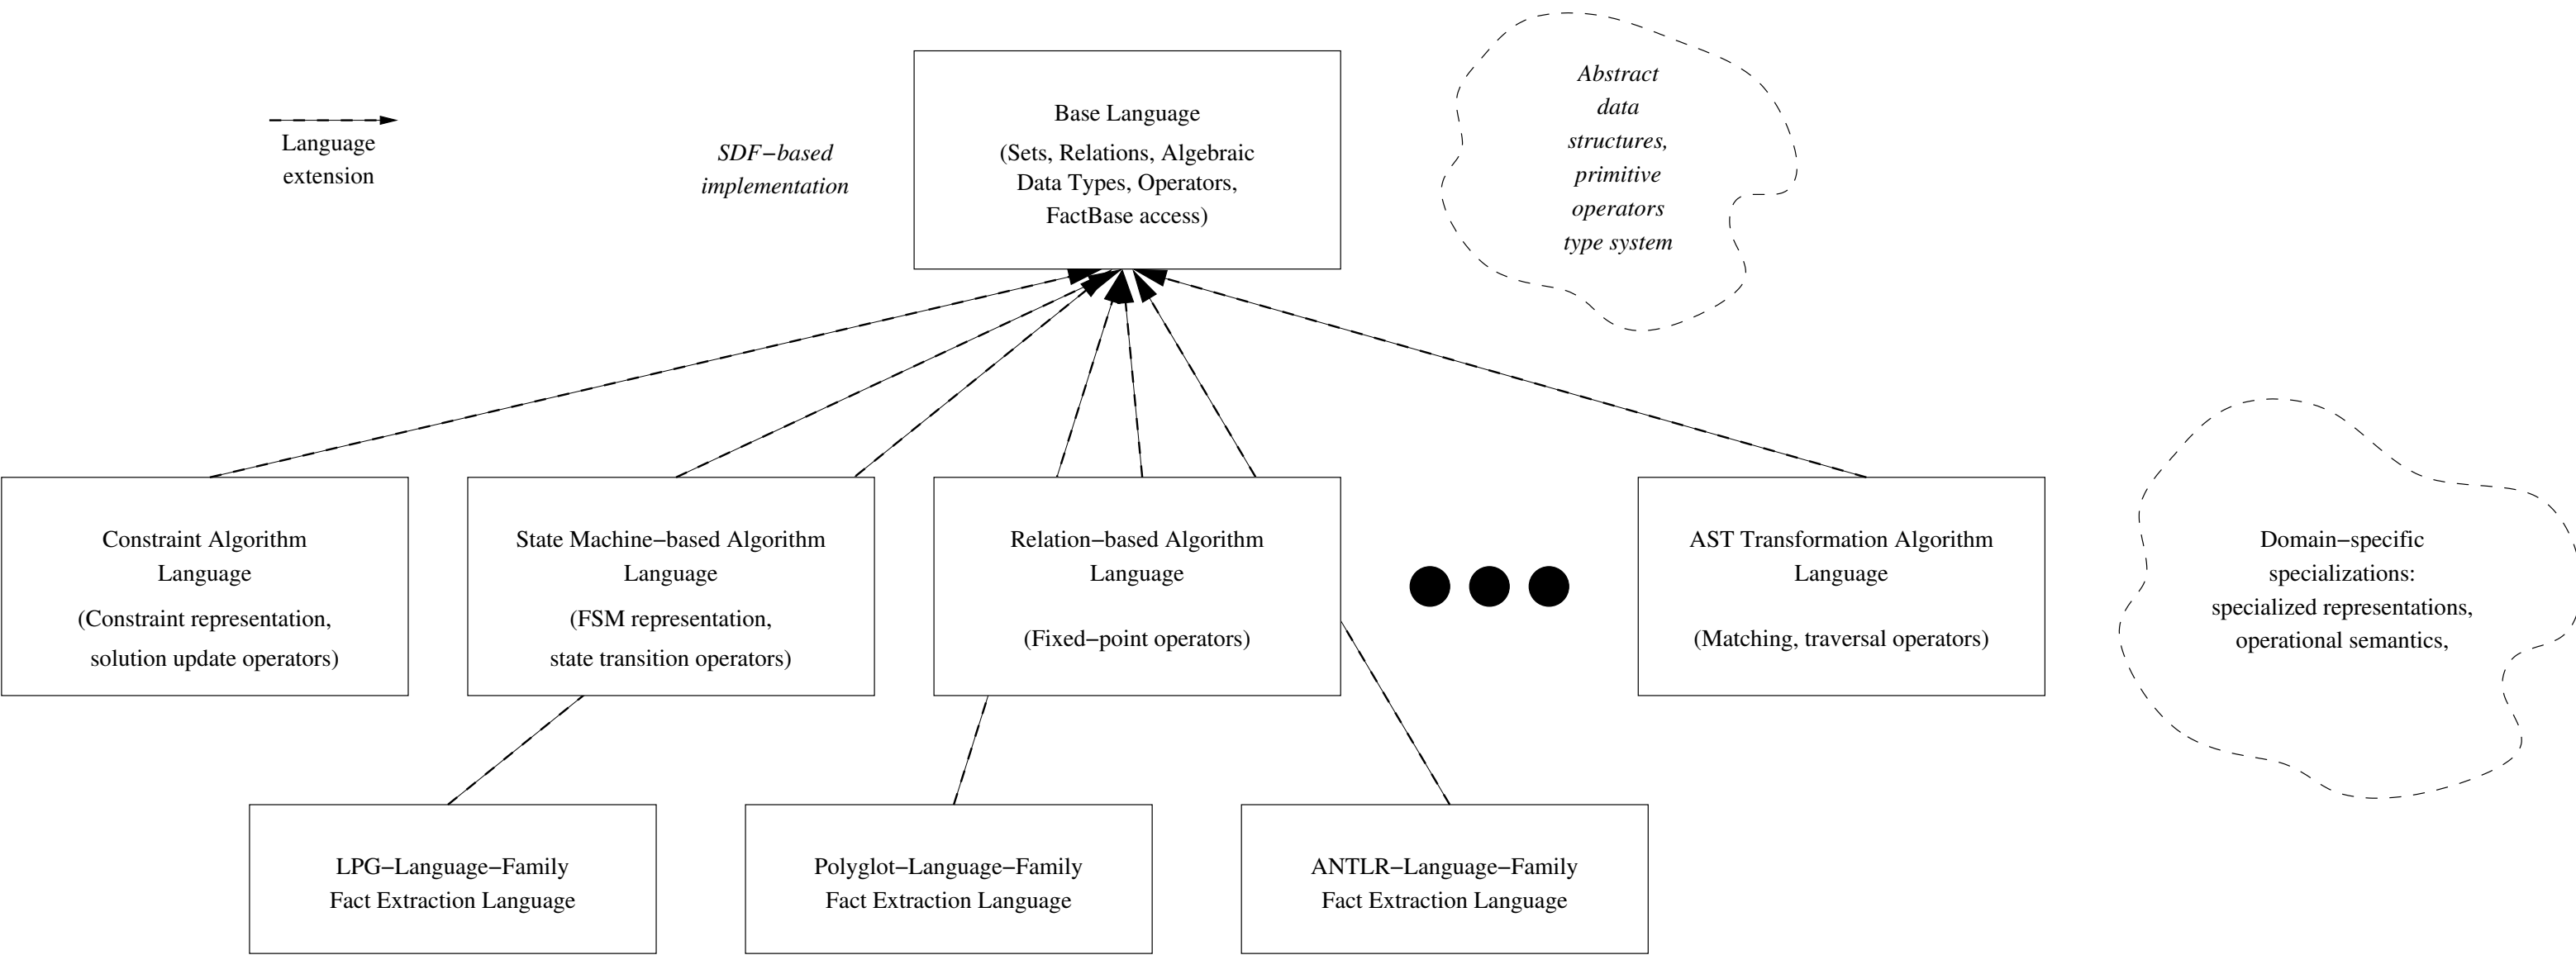 Language
extension
SDF−based
implementation
Base Language
(Sets, Relations, Algebraic
Data Types, Operators,
FactBase access)
Abstract
data
structures,
primitive
operators
type system
Constraint Algorithm
Language
(Constraint representation,
solution update operators)
State Machine−based Algorithm
Language
(FSM representation,
state transition operators)
Relation−based Algorithm
Language
(Fixed−point operators)
AST Transformation Algorithm
Language
(Matching, traversal operators)
Domain−specific
specializations:
specialized representations,
operational semantics,
LPG−Language−Family
Fact Extraction Language
Polyglot−Language−Family
Fact Extraction Language
ANTLR−Language−Family
Fact Extraction Language